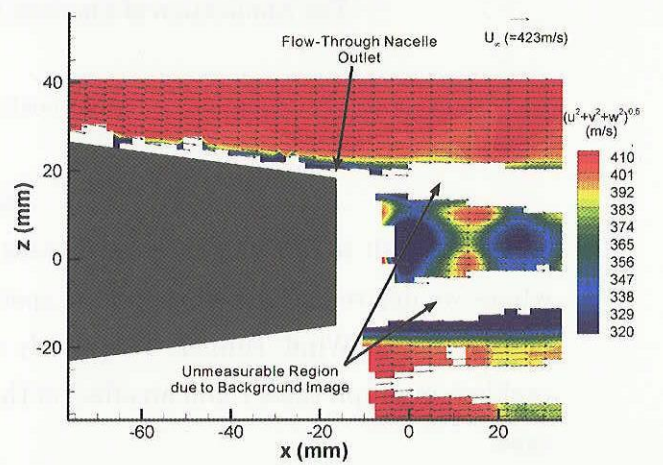 Flow-Through Nacelle
Outlet
U∞ (=423m/s)
(u²+v²+w²)^0.5
(m/s)
410
401
392
383
374
365
356
347
338
329
320
40
20
0
-20
z (mm)
Unmeasurable Region
due to Background Image
-60
-40
-20
0
20
x (mm)